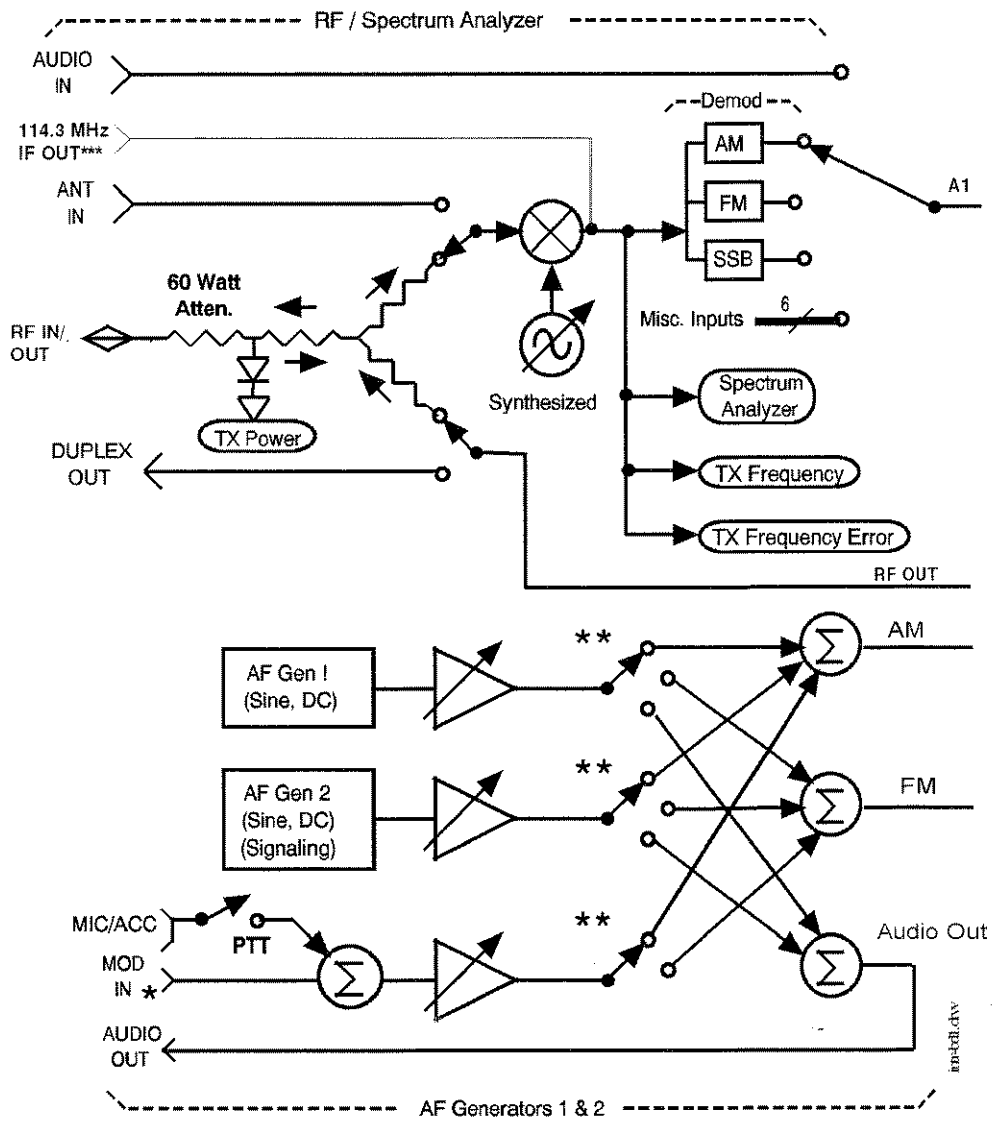 RF / Spectrum Analyzer
AUDIO
IN
Demod
114.3 MHz
IF OUT***
AM
ANT
IN
A1
FM
SSB
60 Watt
Atten.
6
Misc. Inputs
RF IN/.
OUT
Synthesized
Spectrum
Analyzer
TX Power
DUPLEX
OUT
TX Frequency
TX Frequency Error
RF OUT
**
AM
Σ
AF Gen !
(Sine, DC)
**
FM
AF Gen 2
(Sine, DC)
(Signaling)
Σ
**
MIC/ACC
PTT
Audio Out
MOD
IN *
Σ
Σ
AUDIO
OUT
AF Generators 1 & 2